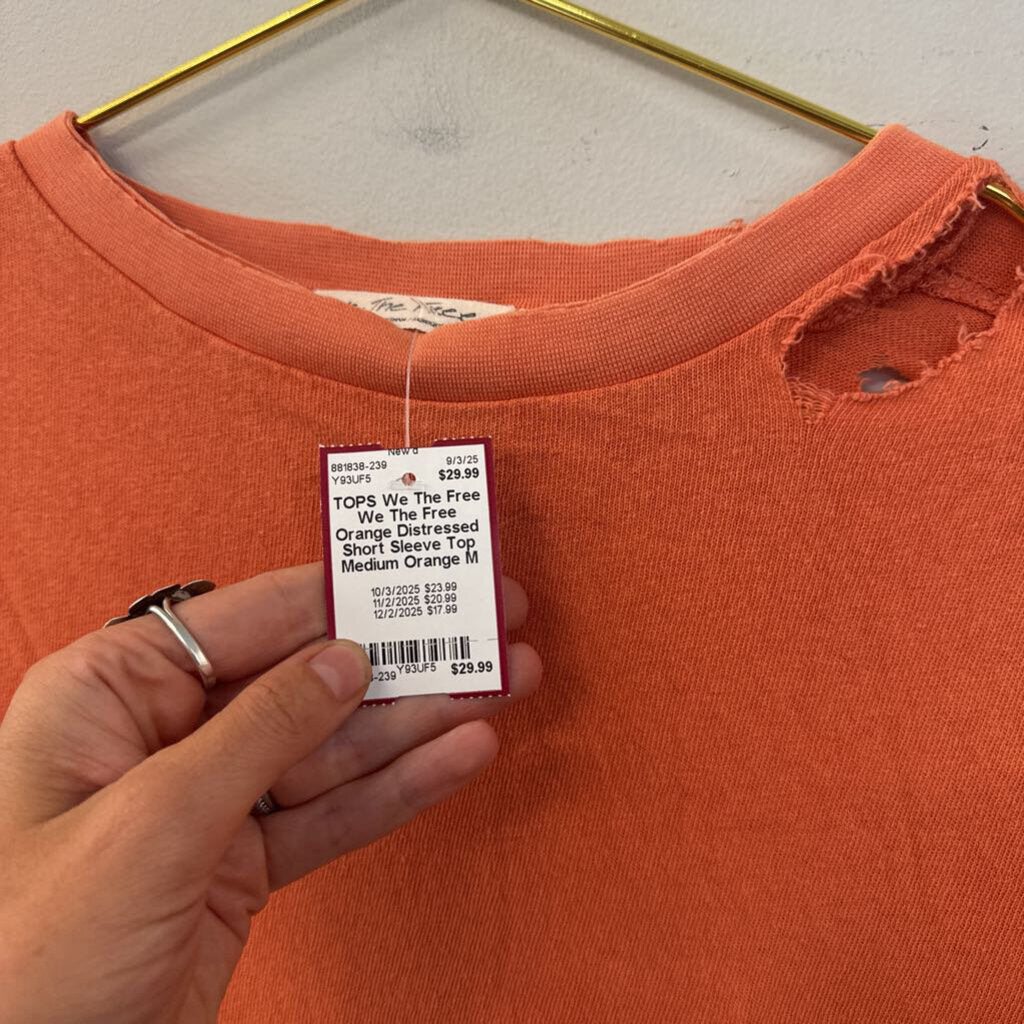 The Free
New'd
881838-239 9/3/25
Y93UF5 $29.99
TOPS We The Free
We The Free
Orange Distressed
Short Sleeve Top
Medium Orange M
10/3/2025 $23.99
11/2/2025 $20.99
12/2/2025 $17.99
-239 Y93UF5 $29.99